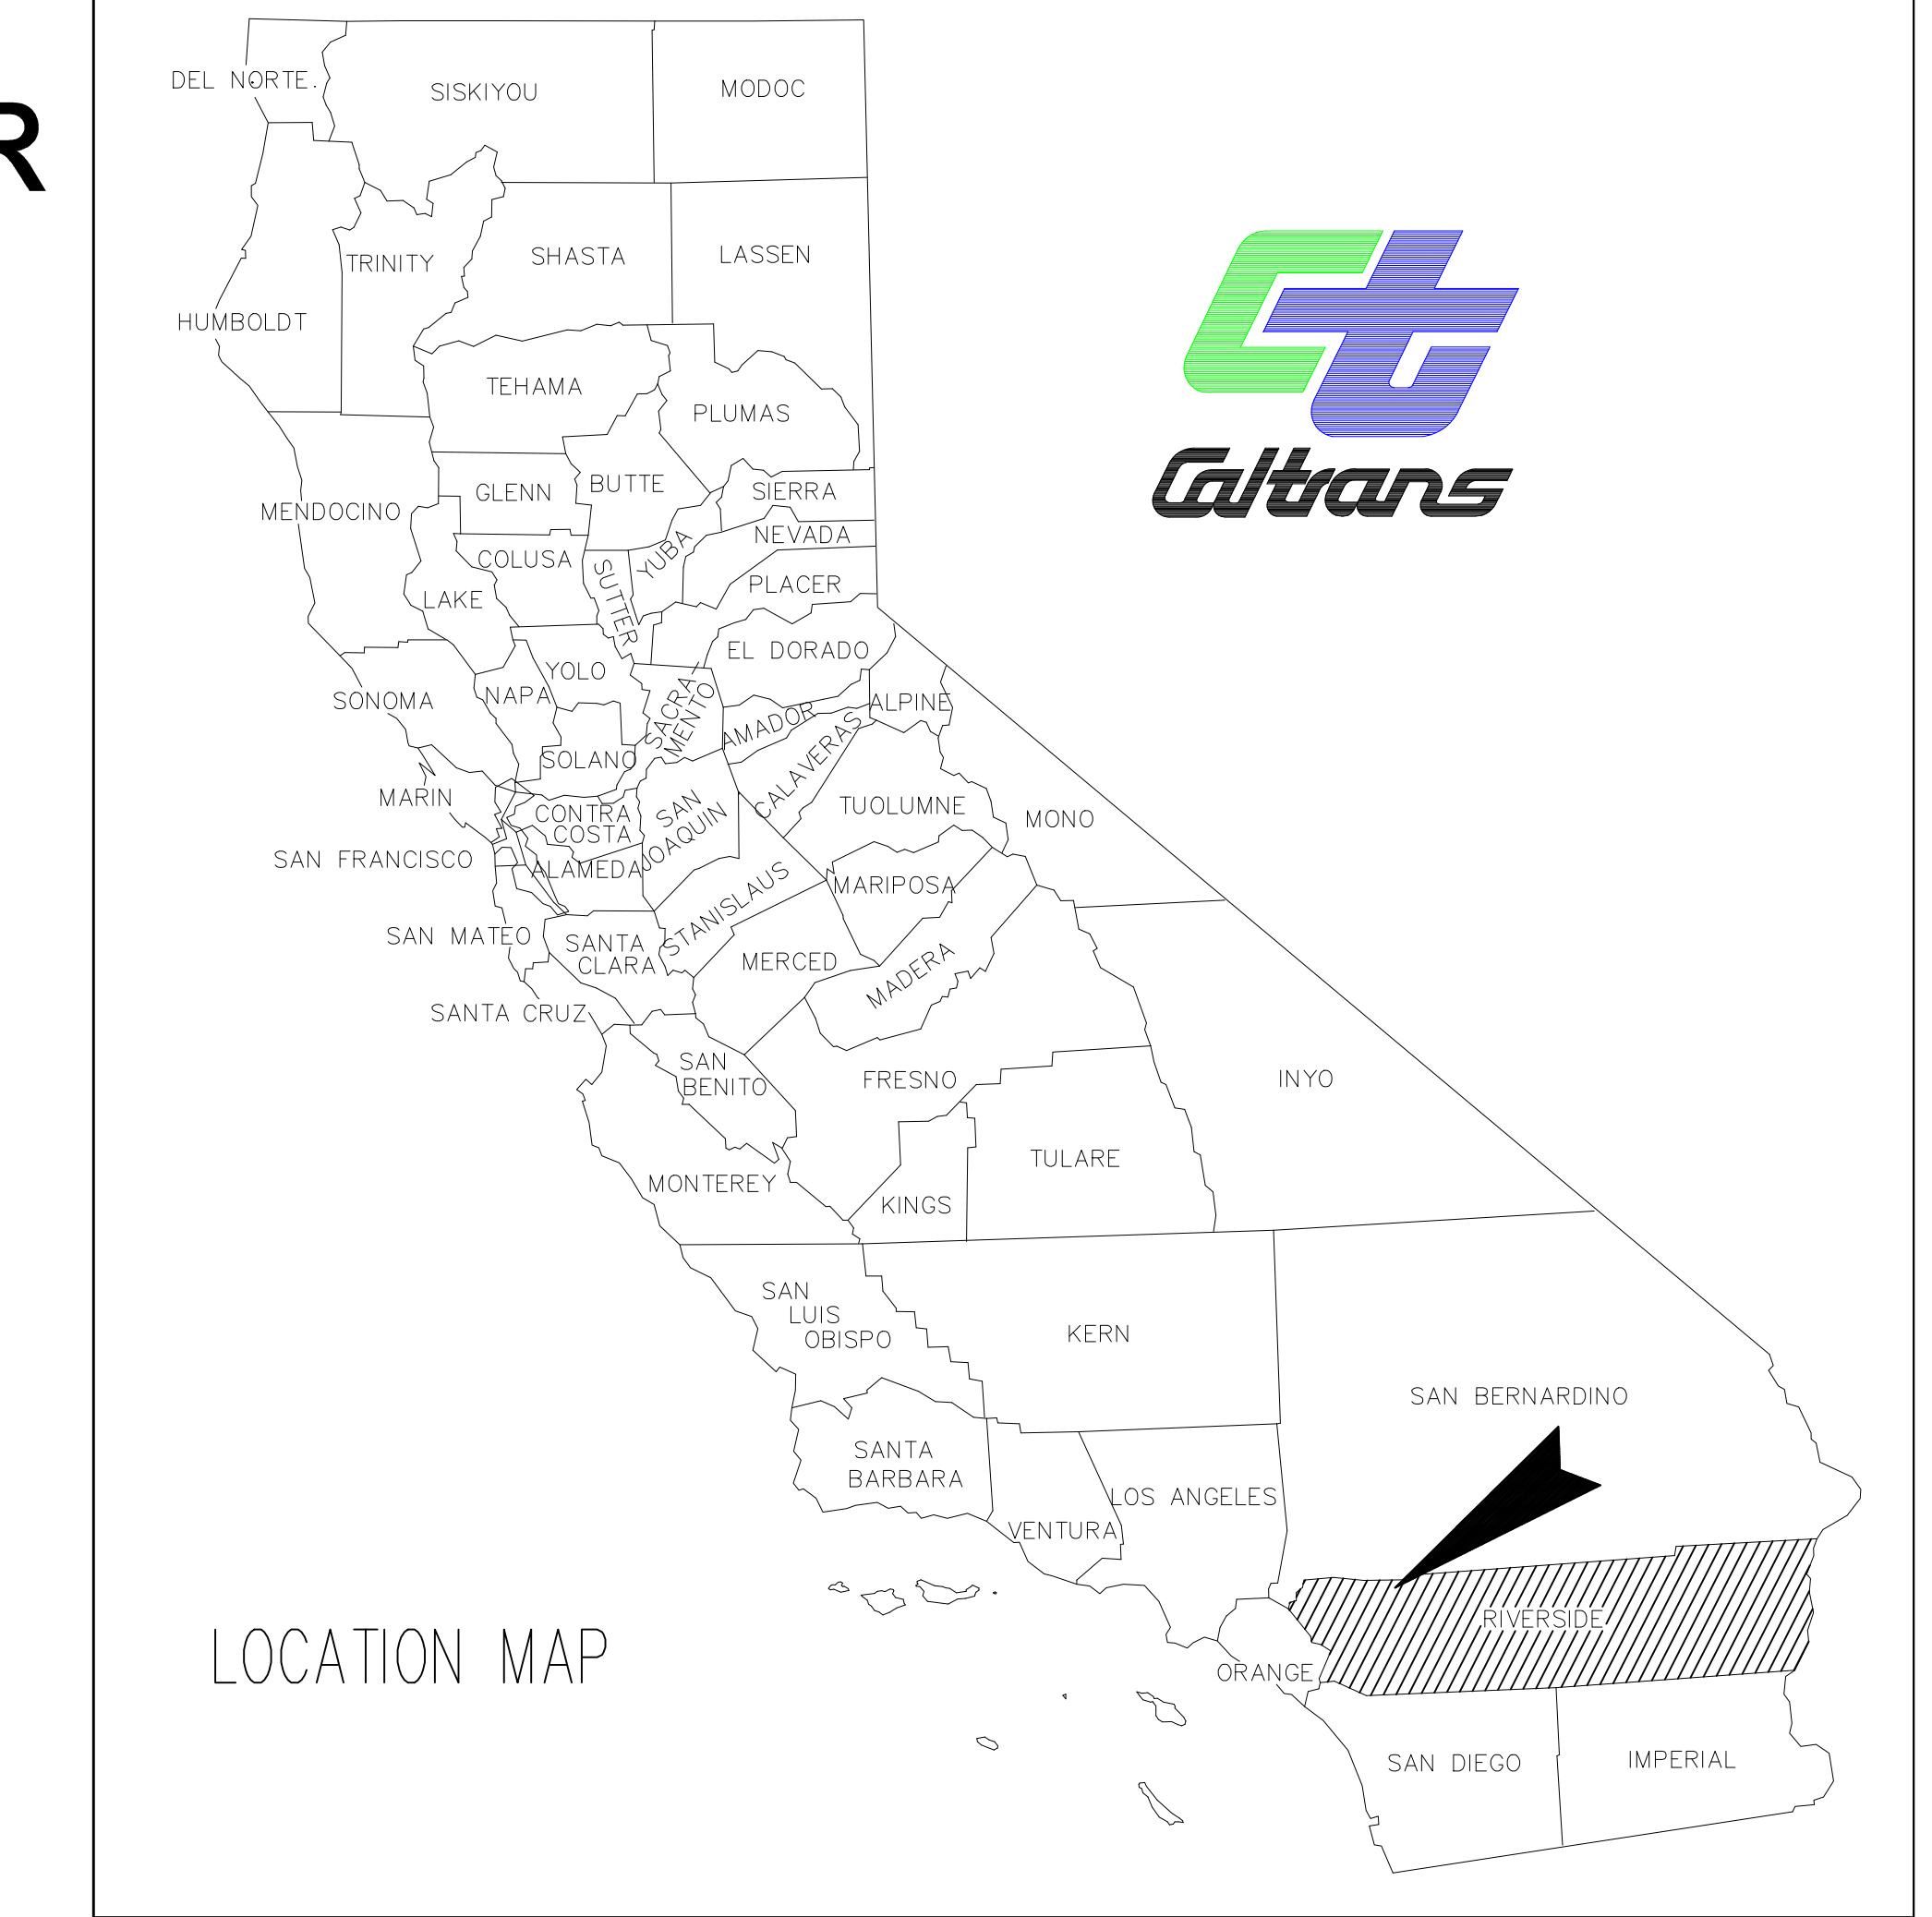 R
DEL NORTE.
SISKIYOU
MODOC
TRINITY
SHASTA
LASSEN
HUMBOLDT
TEHAMA
PLUMAS
Caltrans
MENDOCINO
GLENN
BUTTE
SIERRA
NEVADA
COLUSA
YUBA
SUTTER
PLACER
LAKE
EL DORADO
YOLO
SONOMA
NAPA
SACRA-
MENTO
ALPINE
AMADOR
SOLANO
CALAVERAS
MARIN
CONTRA
COSTA
SAN
JOAQUIN
TUOLUMNE
MONO
SAN FRANCISCO
ALAMEDA
STANISLAUS
MARIPOSA
SAN MATEO
SANTA
CLARA
MERCED
MADERA
SANTA CRUZ
SAN
BENITO
FRESNO
INYO
TULARE
MONTEREY
KINGS
SAN
LUIS
OBISPO
KERN
SAN BERNARDINO
SANTA
BARBARA
LOS ANGELES
VENTURA
RIVERSIDE
ORANGE
LOCATION MAP
SAN DIEGO
IMPERIAL